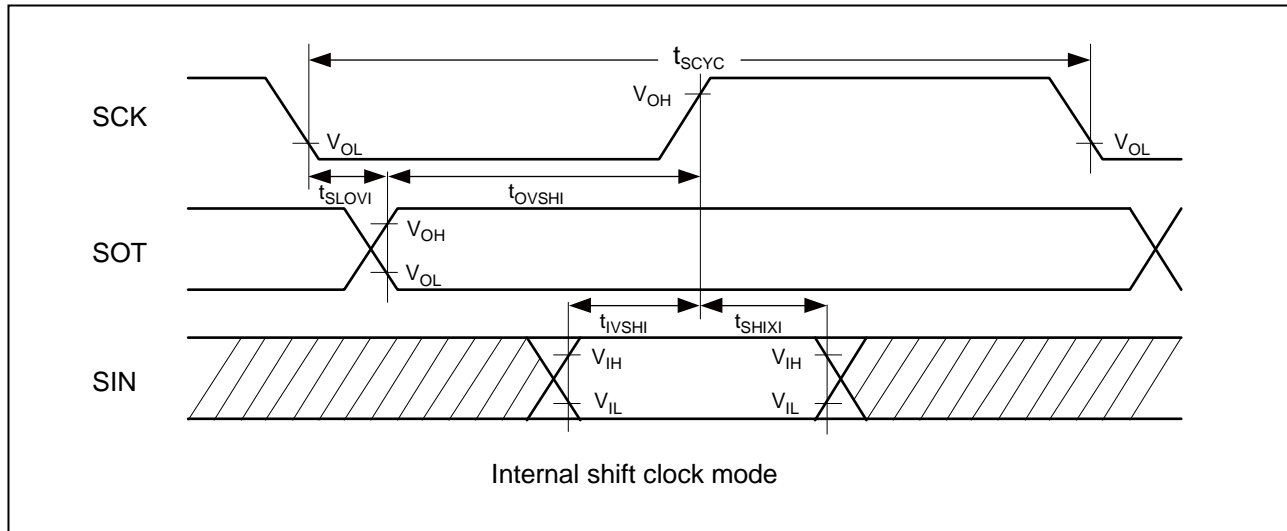 tSCYC
SCK
VOH
VOL
VOL
tSLOVI
tOVSHI
SOT
VOH
VOL
tIVSHI
tSHIXI
SIN
VIH
VIH
VIL
VIL
Internal shift clock mode